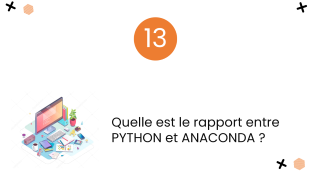 13
Quelle est le rapport entre
PYTHON et ANACONDA ?